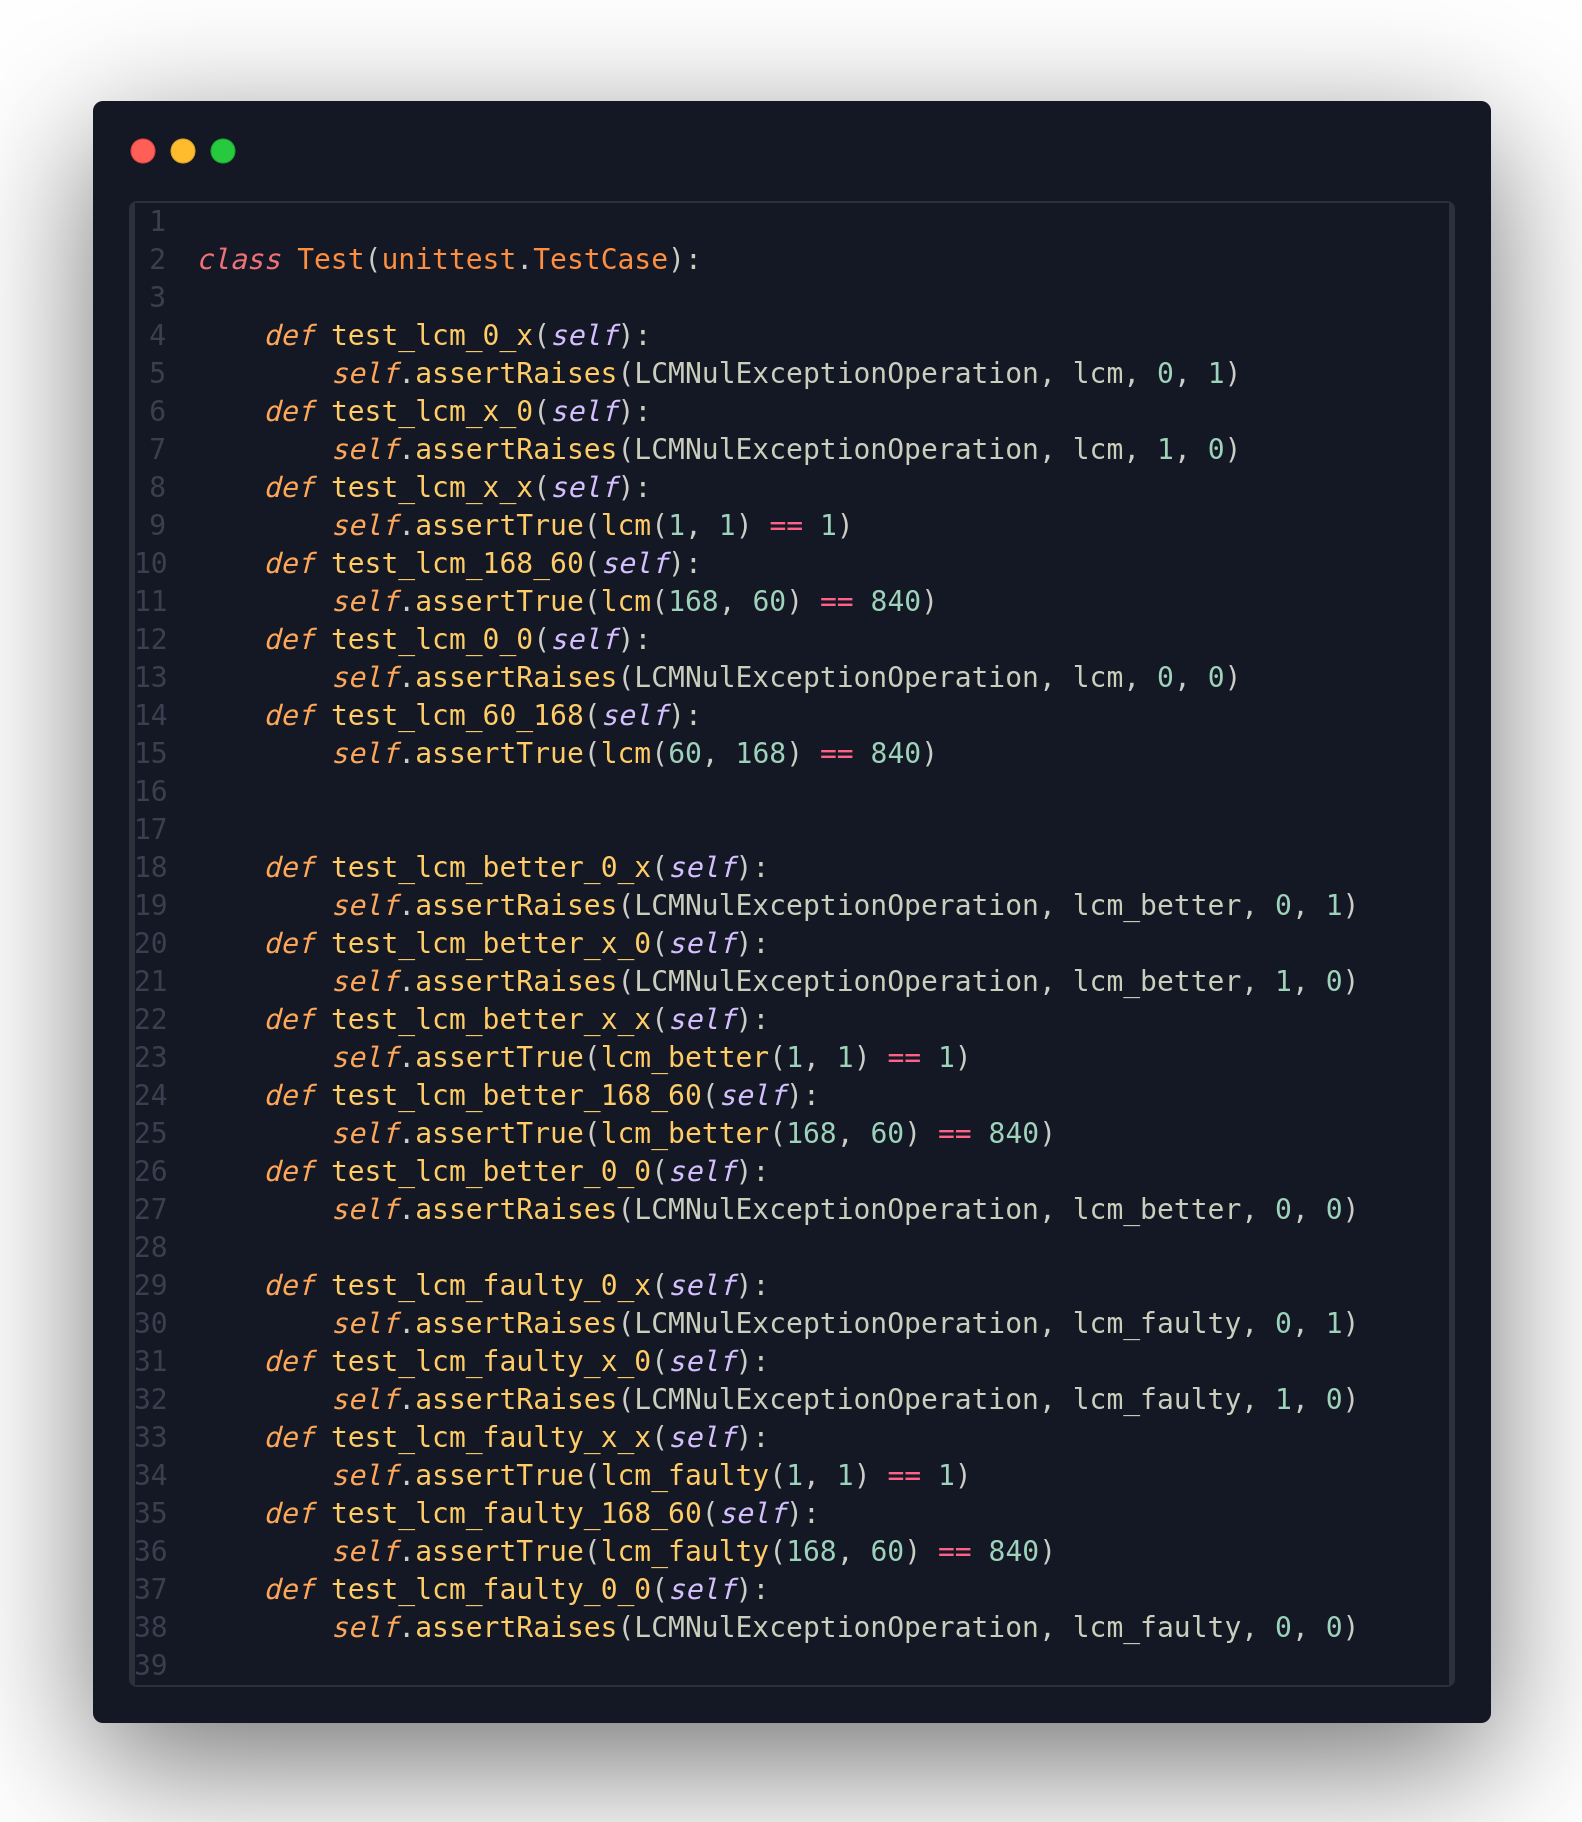 1
2 class Test(unittest.TestCase):
3
4     def test_lcm_0_x(self):
5         self.assertRaises(LCMNulExceptionOperation, lcm, 0, 1)
6     def test_lcm_x_0(self):
7         self.assertRaises(LCMNulExceptionOperation, lcm, 1, 0)
8     def test_lcm_x_x(self):
9         self.assertTrue(lcm(1, 1) == 1)
10     def test_lcm_168_60(self):
11         self.assertTrue(lcm(168, 60) == 840)
12     def test_lcm_0_0(self):
13         self.assertRaises(LCMNulExceptionOperation, lcm, 0, 0)
14     def test_lcm_60_168(self):
15         self.assertTrue(lcm(60, 168) == 840)
16
17
18     def test_lcm_better_0_x(self):
19         self.assertRaises(LCMNulExceptionOperation, lcm_better, 0, 1)
20     def test_lcm_better_x_0(self):
21         self.assertRaises(LCMNulExceptionOperation, lcm_better, 1, 0)
22     def test_lcm_better_x_x(self):
23         self.assertTrue(lcm_better(1, 1) == 1)
24     def test_lcm_better_168_60(self):
25         self.assertTrue(lcm_better(168, 60) == 840)
26     def test_lcm_better_0_0(self):
27         self.assertRaises(LCMNulExceptionOperation, lcm_better, 0, 0)
28
29     def test_lcm_faulty_0_x(self):
30         self.assertRaises(LCMNulExceptionOperation, lcm_faulty, 0, 1)
31     def test_lcm_faulty_x_0(self):
32         self.assertRaises(LCMNulExceptionOperation, lcm_faulty, 1, 0)
33     def test_lcm_faulty_x_x(self):
34         self.assertTrue(lcm_faulty(1, 1) == 1)
35     def test_lcm_faulty_168_60(self):
36         self.assertTrue(lcm_faulty(168, 60) == 840)
37     def test_lcm_faulty_0_0(self):
38         self.assertRaises(LCMNulExceptionOperation, lcm_faulty, 0, 0)
39